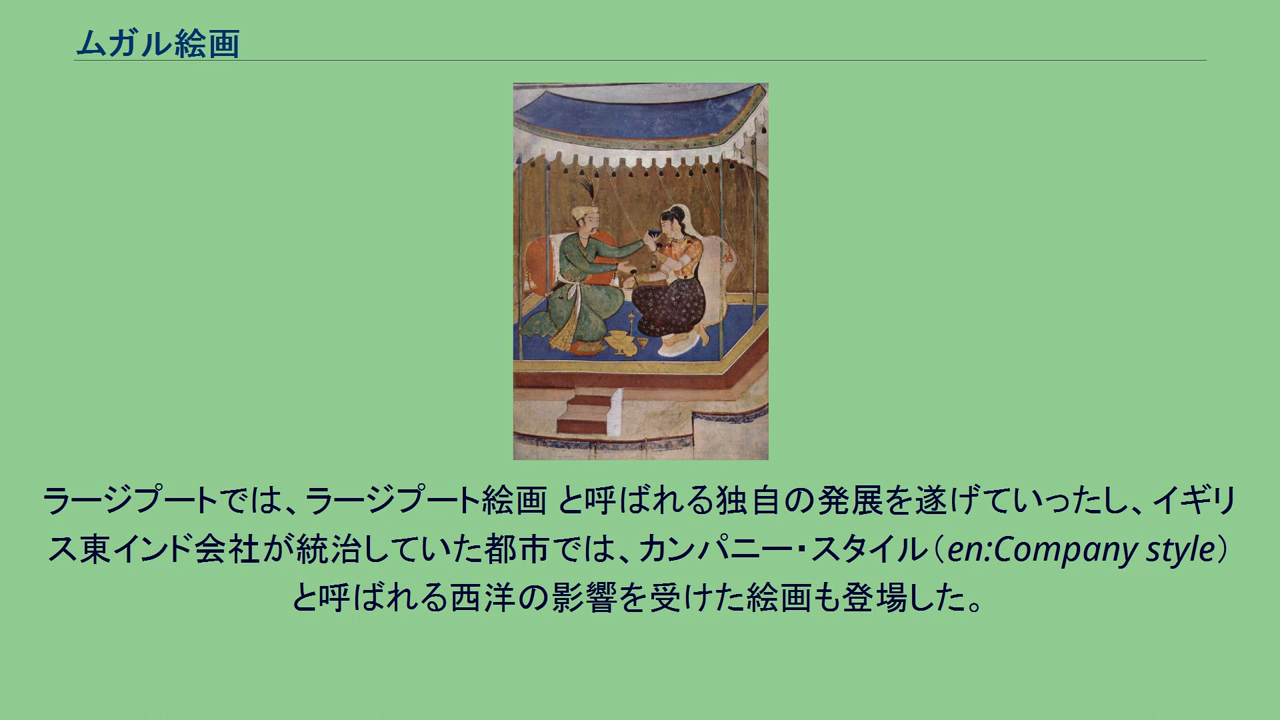 ムガル絵画
ラージプートでは、ラージプート絵画 と呼ばれる独自の発展を遂げていったし、イギリ
ス東インド会社が統治していた都市では、カンパニー・スタイル（en:Company style）
と呼ばれる西洋の影響を受けた絵画も登場した。